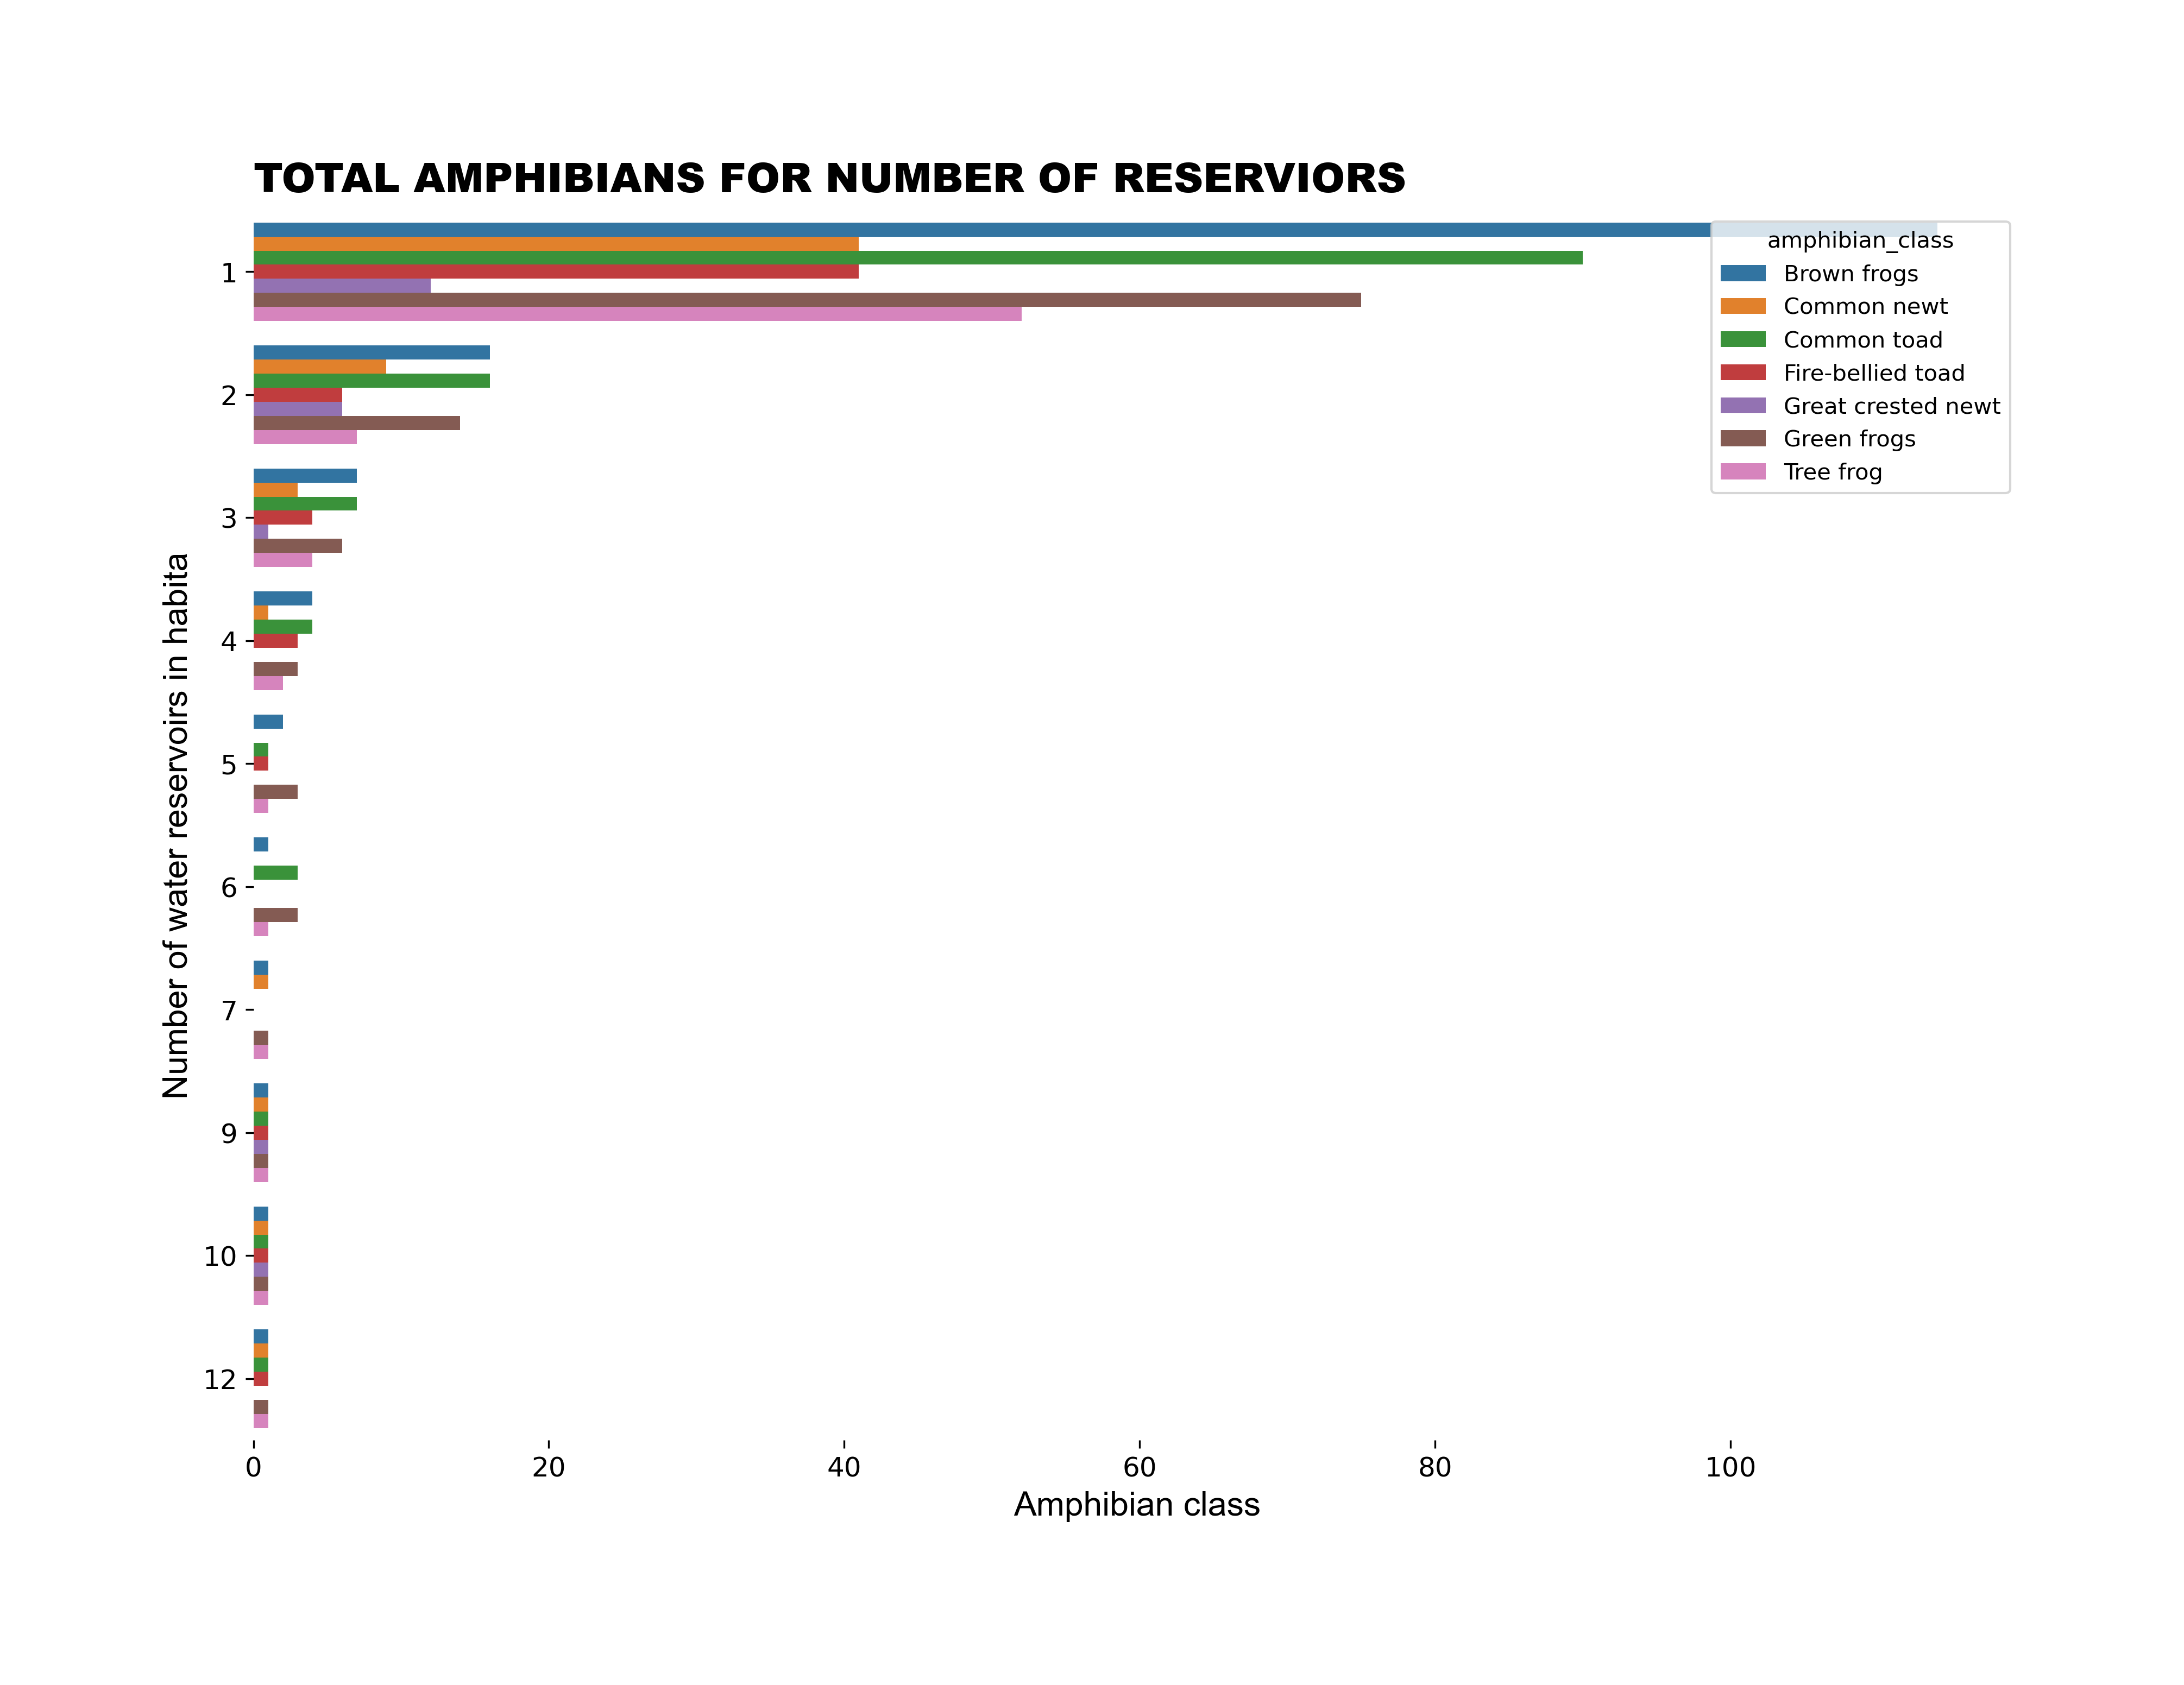 TOTAL AMPHIBIANS FOR NUMBER OF RESERVIORS
amphibian_class
Brown frogs
Common newt
Common toad
Fire-bellied toad
Great crested newt
Green frogs
Tree frog
Number of water reservoirs in habita
1
2
3
4
5
6
7
9
10
12
0 20 40 60 80 100
Amphibian class